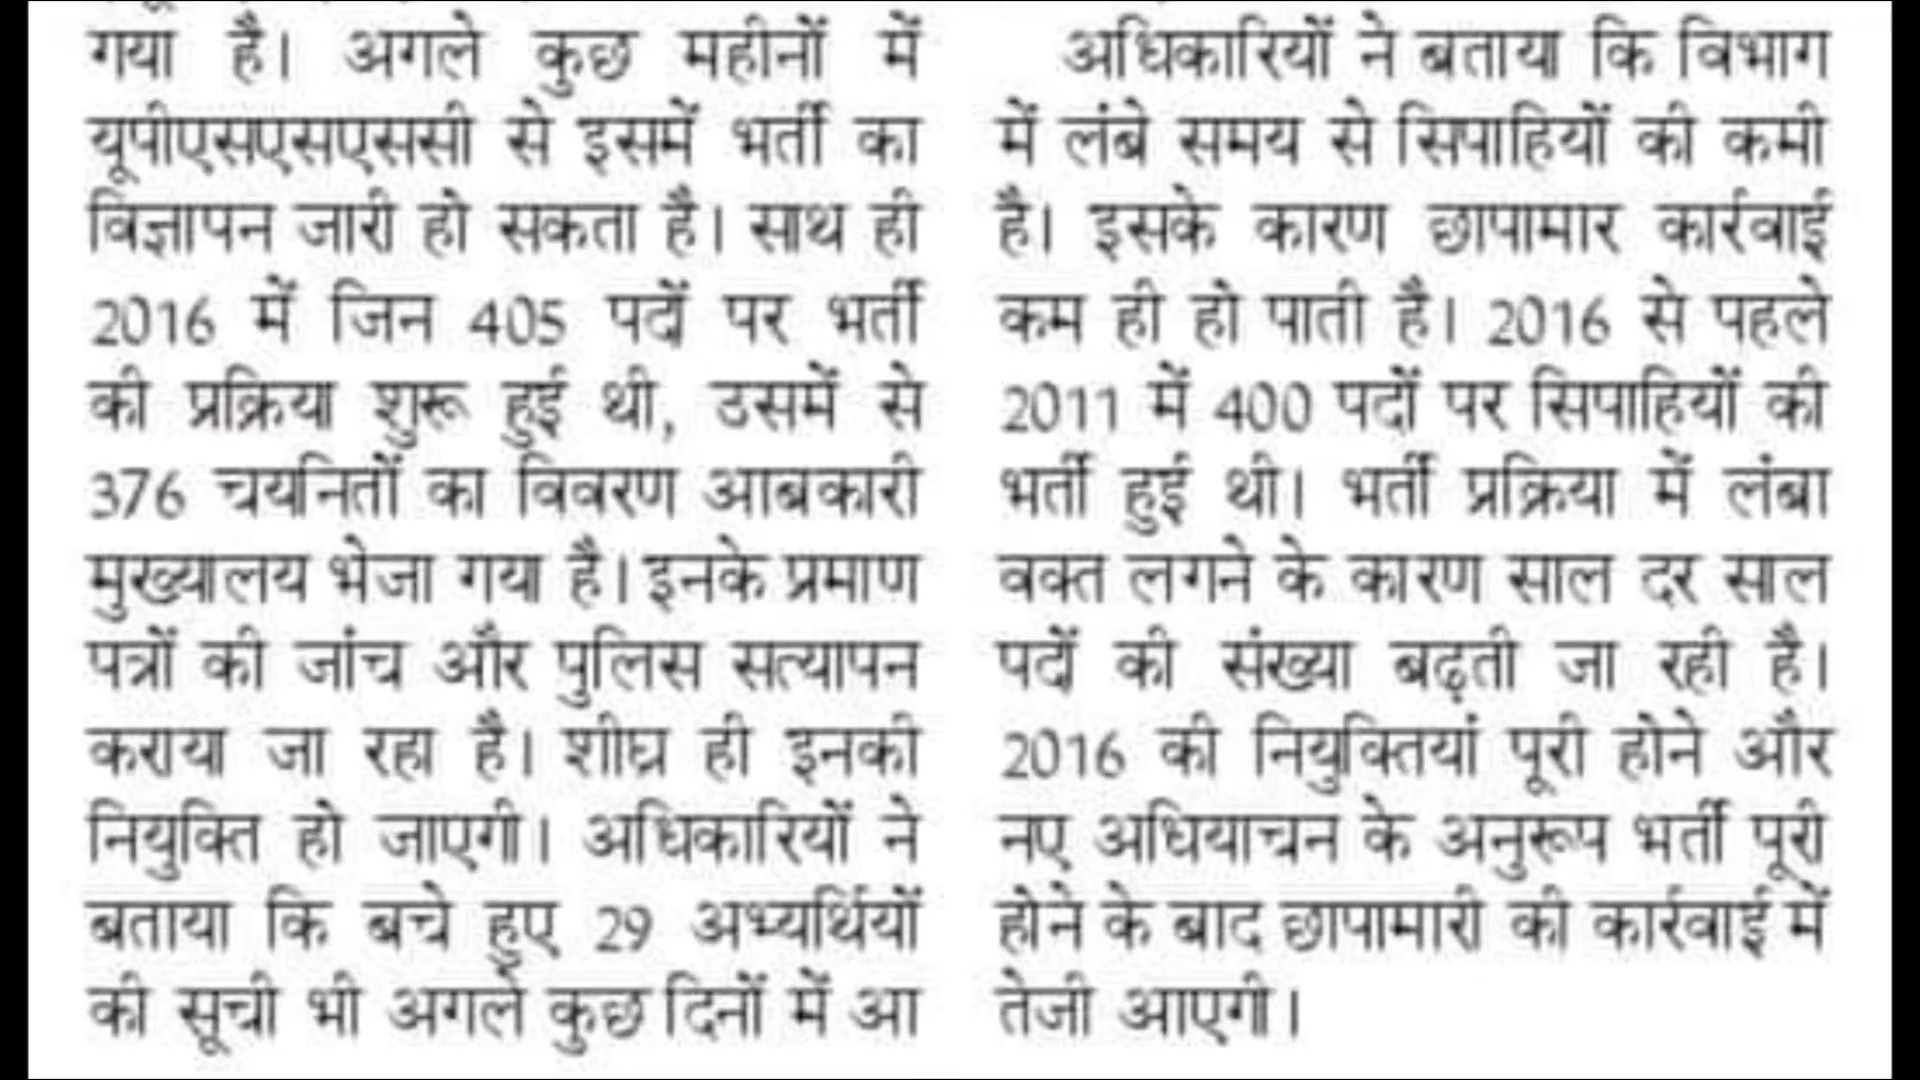 गया है। अगले कुछ महीनों में
यूपीएसएसएससी से इसमें भर्ती का
विज्ञापन जारी हो सकता है। साथ ही
2016 में जिन 405 पदों पर भर्ती
की प्रक्रिया शुरू हुई थी, उसमें से
376 चयनितों का विवरण आबकारी
मुख्यालय भेजा गया है। इनके प्रमाण
पत्रों की जांच और पुलिस सत्यापन
कराया जा रहा है। शीघ्र ही इनकी
नियुक्ति हो जाएगी। अधिकारियों ने
बताया कि बचे हुए 29 अभ्यर्थियों
की सूची भी अगले कुछ दिनों में आ
अधिकारियों ने बताया कि विभाग
में लंबे समय से सिपाहियों की कमी
है। इसके कारण छापामार कार्रवाई
कम ही हो पाती है। 2016 से पहले
2011 में 400 पदों पर सिपाहियों की
भर्ती हुई थी। भर्ती प्रक्रिया में लंबा
वक्त लगने के कारण साल दर साल
पदों की संख्या बढ़ती जा रही है।
2016 की नियुक्तियां पूरी होने और
नए अधियाचन के अनुरूप भर्ती पूरी
होने के बाद छापामारी की कार्रवाई में
तेजी आएगी।